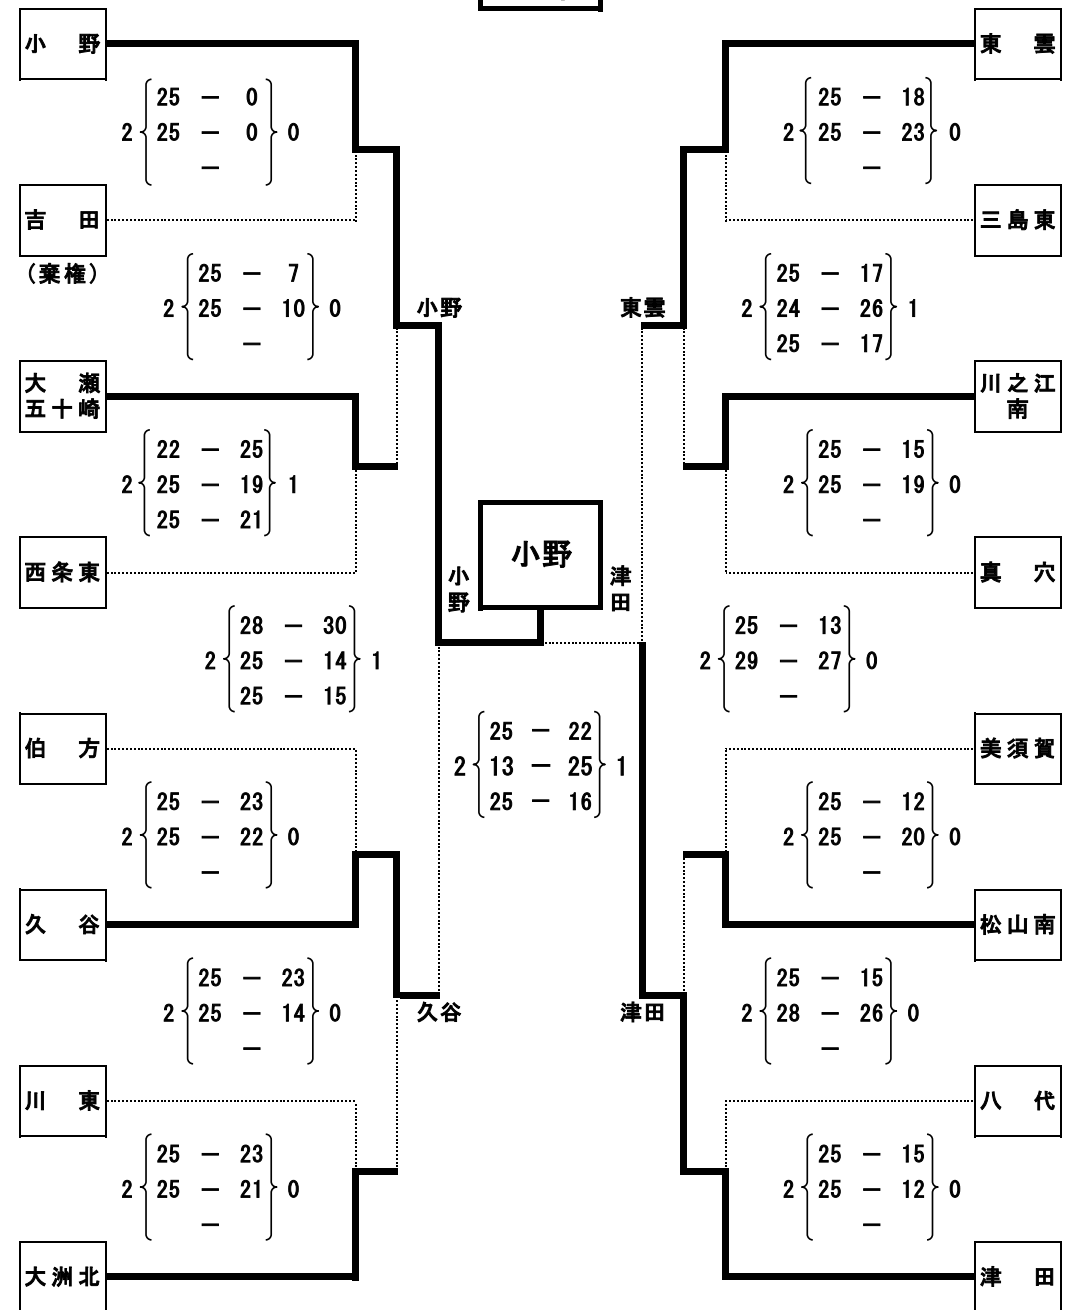 小野
25 — 0
2 25 — 0 0
—
吉田
(棄権)
25 — 7
2 25 — 10 0
—
小野
大瀬
五十崎
22 — 25
2 25 — 19 1
25 — 21
西条東
28 — 30
2 25 — 14 1
25 — 15
伯方
25 — 23
2 25 — 22 0
—
久谷
25 — 23
2 25 — 14 0
—
久谷
川東
25 — 23
2 25 — 21 0
—
大洲北
小野
小野
津田
25 — 22
2 13 — 25 1
25 — 16
東雲
25 — 18
2 25 — 23 0
—
三島東
25 — 17
2 24 — 26 1
25 — 17
東雲
川之江
南
25 — 15
2 25 — 19 0
—
真穴
25 — 13
2 29 — 27 0
—
美須賀
25 — 12
2 25 — 20 0
—
松山南
25 — 15
2 28 — 26 0
—
津田
八代
25 — 15
2 25 — 12 0
—
津田